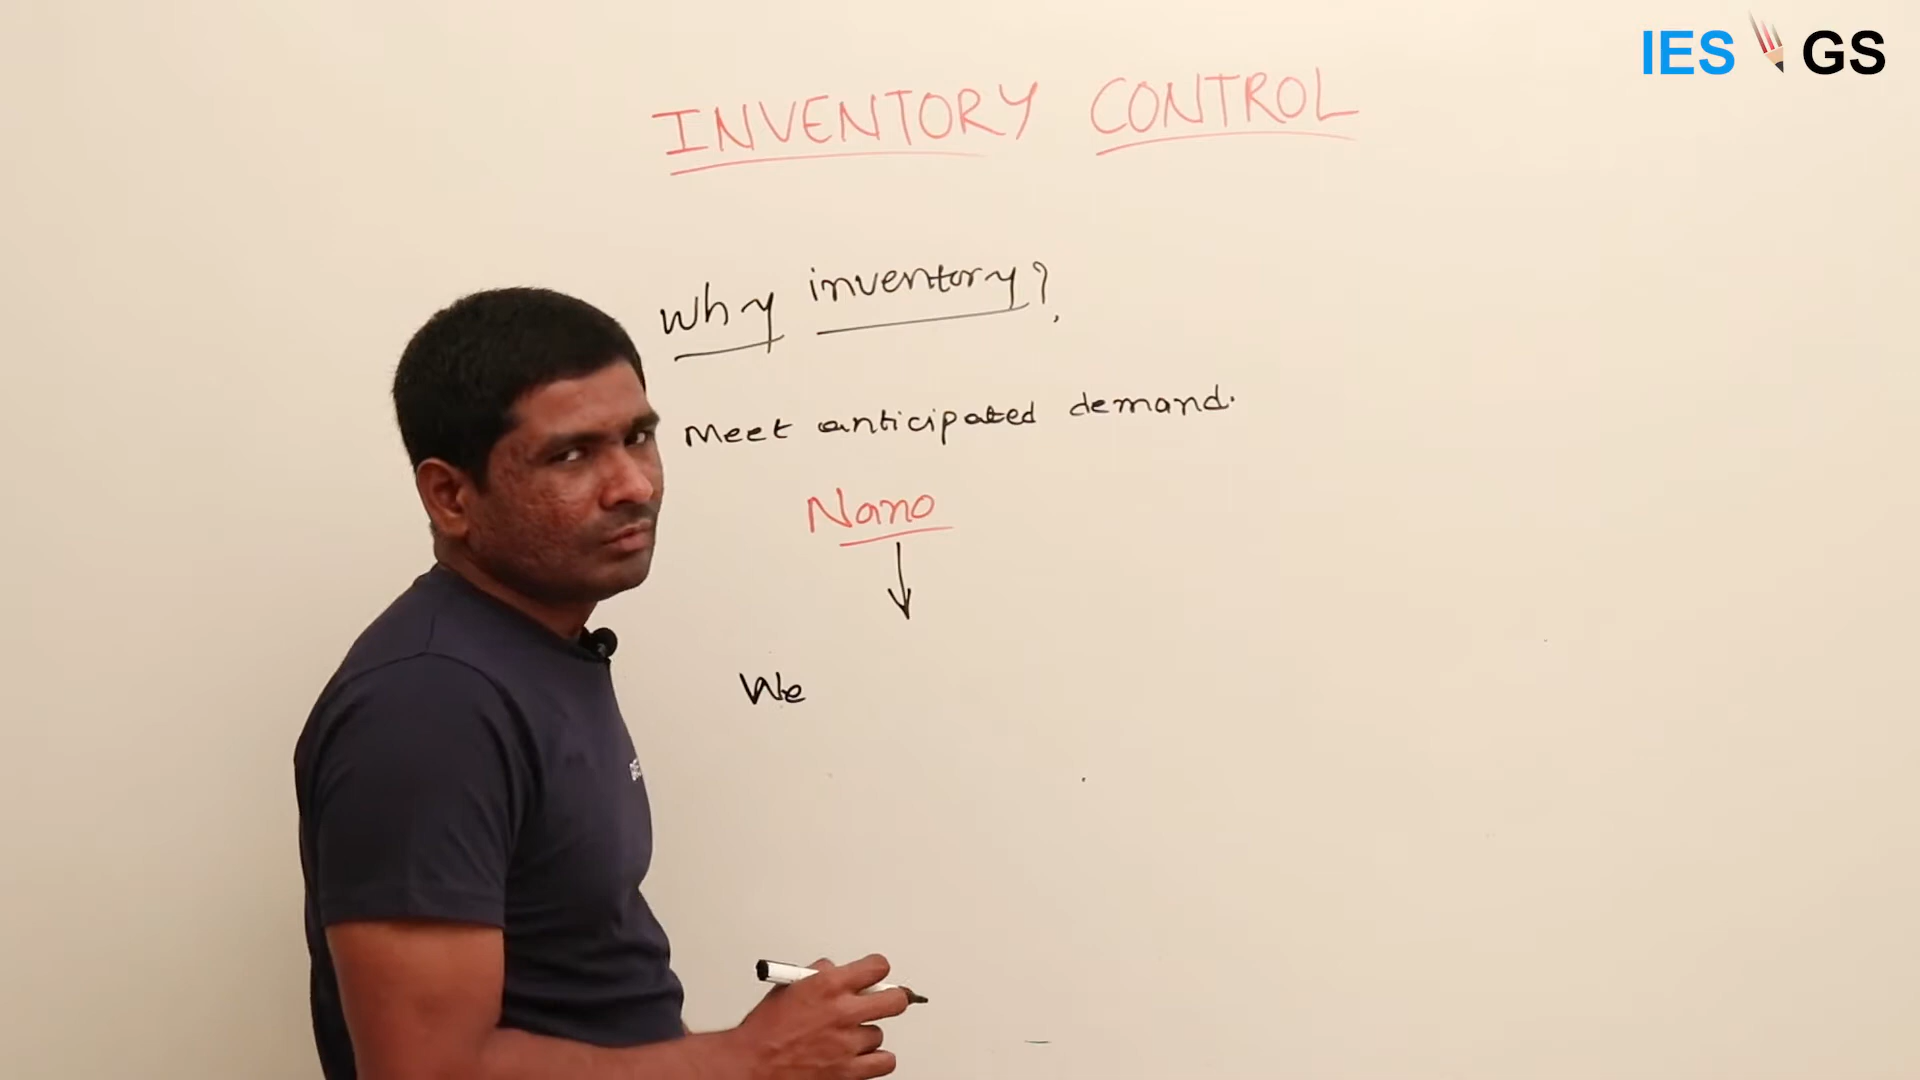 IES GS
INVENTORY CONTROL
Why inventory?
Meet anticipated demand.
Nano
We